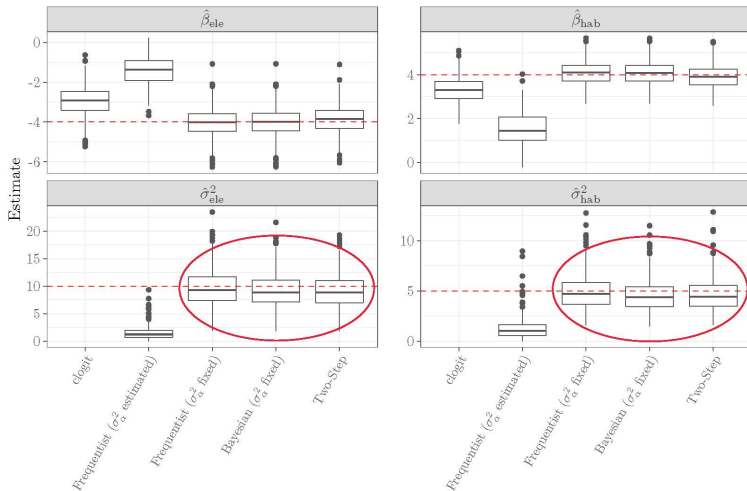 β̂ele
β̂hab
0
-2
-4
-6
4
2
0
Estimate
σ̂²ele
σ̂²hab
20
15
10
5
0
10
5
0
clogit
Frequentist (σ²α estimated)
Frequentist (σ²α fixed)
Bayesian (σ²α fixed)
Two-Step
clogit
Frequentist (σ²α estimated)
Frequentist (σ²α fixed)
Bayesian (σ²α fixed)
Two-Step